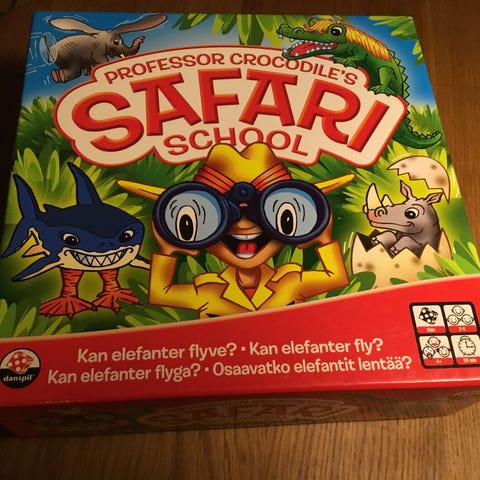 PROFESSOR CROCODILE'S
SAFARI
SCHOOL
Kan elefanter flyve? • Kan elefanter fly?
Kan elefanter flyga? • Osaavatko elefantit lentää?
danspil